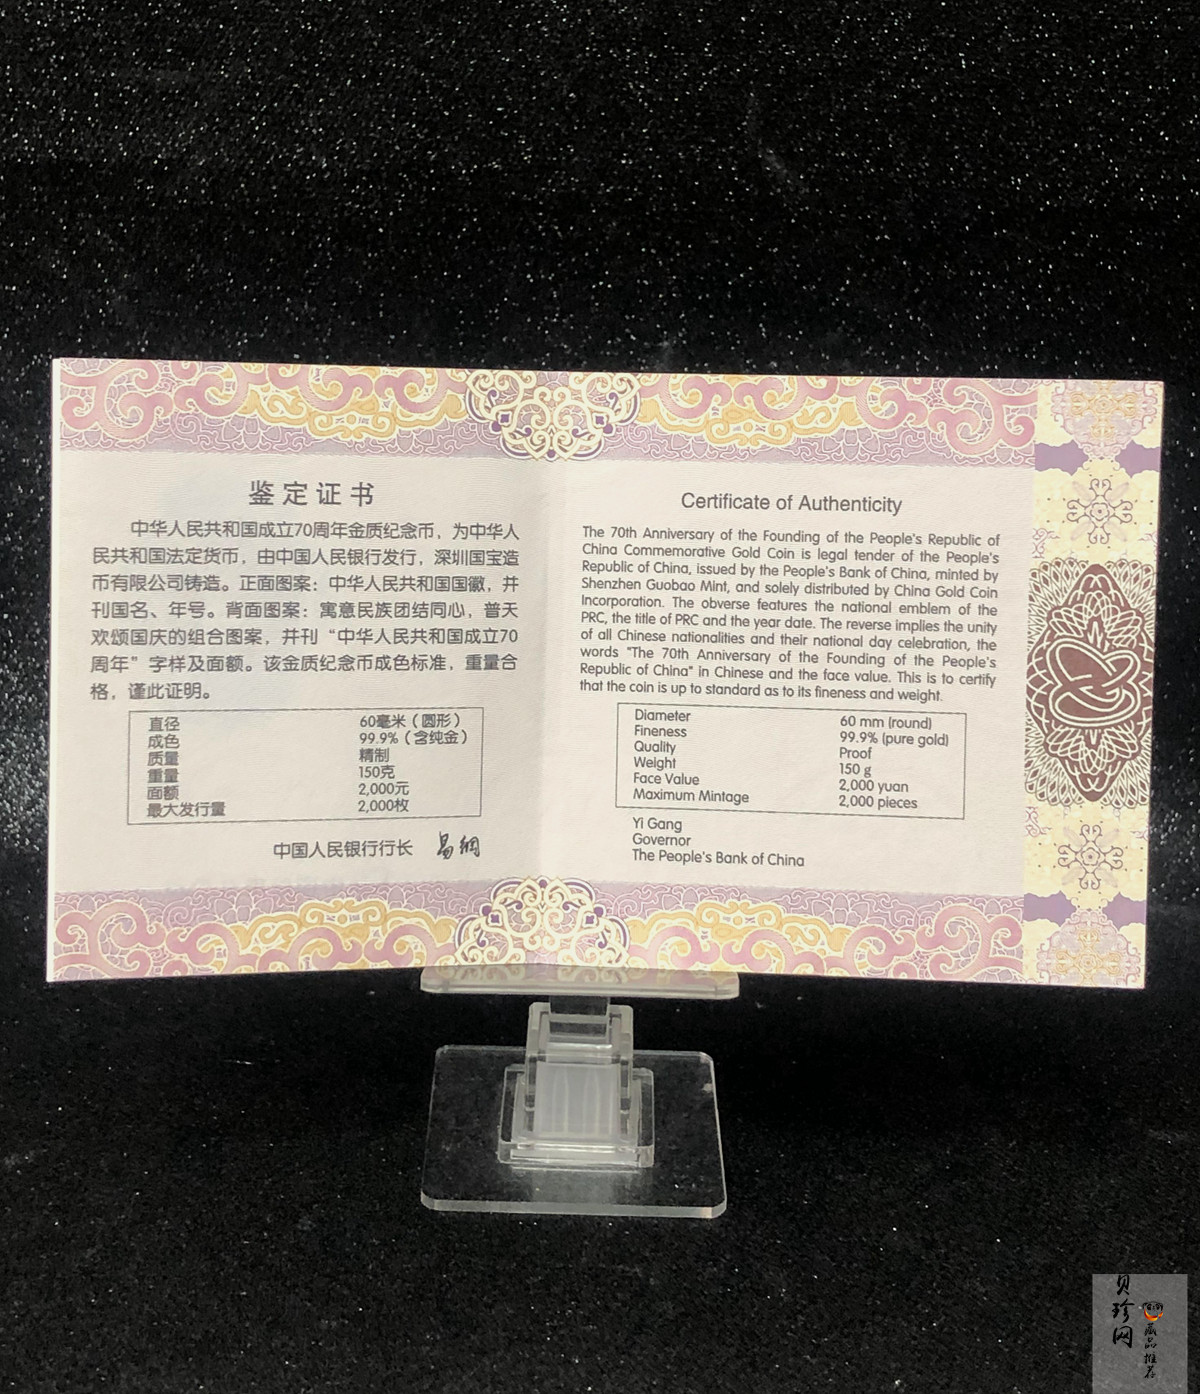 鉴定证书
中华人民共和国成立70周年金质纪念币，为中华人
民共和国法定货币，由中国人民银行发行，深圳国宝造
币有限公司铸造。正面图案：中华人民共和国国徽，并
刊国名、年号。背面图案：寓意民族团结同心，普天
欢颂国庆的组合图案，并刊“中华人民共和国成立70
周年”字样及面额。该金质纪念币成色标准，重量合
格，谨此证明。
直径 60毫米（圆形）
成色 99.9%（含纯金）
质量 精制
重量 150克
面额 2,000元
最大发行量 2,000枚
中国人民银行行长 易纲
Certificate of Authenticity
The 70th Anniversary of the Founding of the People's Republic of
China Commemorative Gold Coin is legal tender of the People's
Republic of China, issued by the People's Bank of China, minted by
Shenzhen Guobao Mint, and solely distributed by China Gold Coin
Incorporation. The obverse features the national emblem of the
PRC, the title of PRC and the year date. The reverse implies the unity
of all Chinese nationalities and their national day celebration, the
words "The 70th Anniversary of the Founding of the People's
Republic of China" in Chinese and the face value. This is to certify
that the coin is up to standard as to its fineness and weight.
Diameter 60 mm (round)
Fineness 99.9% (pure gold)
Quality Proof
Weight 150 g
Face Value 2,000 yuan
Maximum Mintage 2,000 pieces
Yi Gang
Governor
The People's Bank of China
贝珍网
藏品推荐